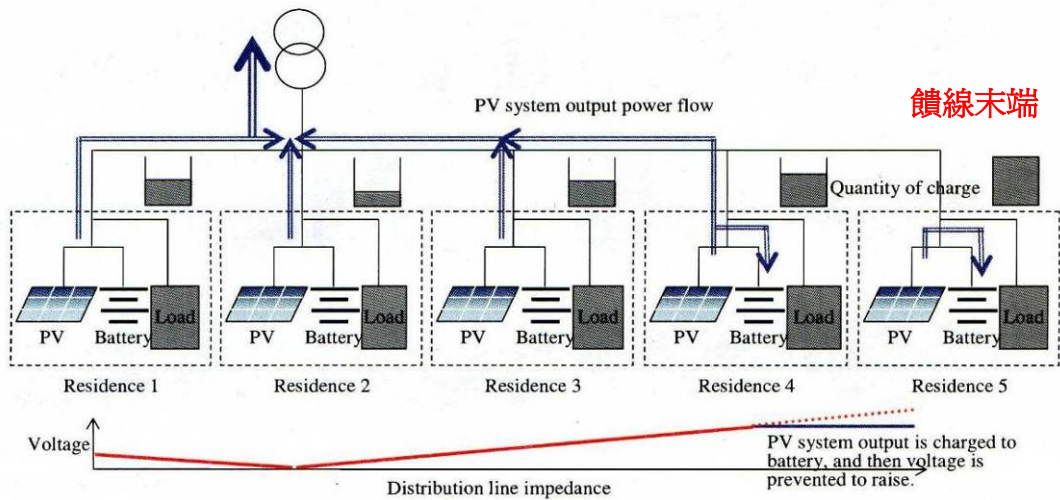 PV system output power flow
饋線末端
Quantity of charge
PV Battery Load
PV Battery Load
PV Battery Load
PV Battery Load
PV Battery Load
Residence 1
Residence 2
Residence 3
Residence 4
Residence 5
Voltage
PV system output is charged to
battery, and then voltage is
prevented to raise.
Distribution line impedance